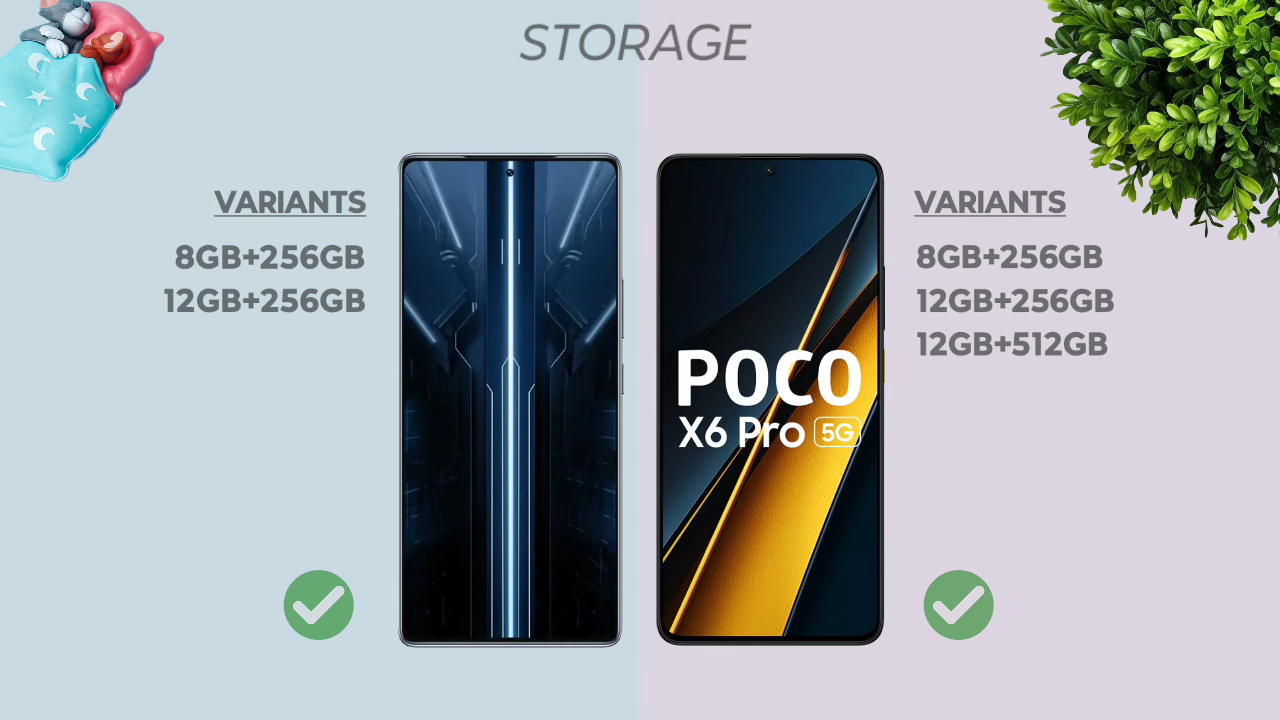 STORAGE
VARIANTS
8GB+256GB
12GB+256GB
POCO
X6 Pro 5G
VARIANTS
8GB+256GB
12GB+256GB
12GB+512GB